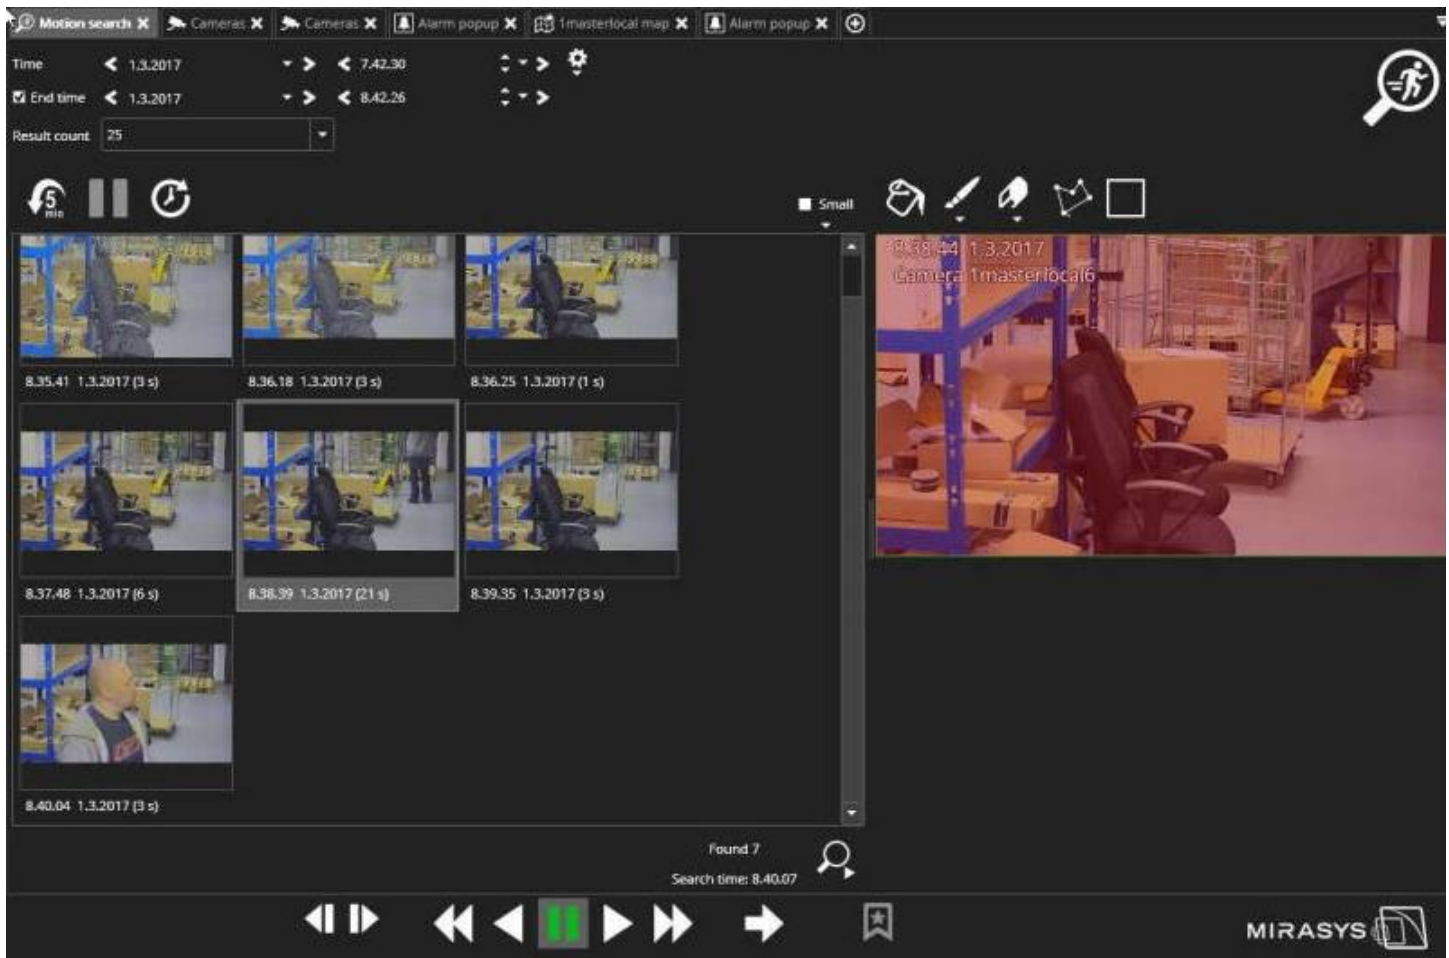 Motion search Cameras Cameras Alarm popup 1masterlocal map Alarm popup
Time 1.3.2017 7.42.30
End time 1.3.2017 8.42.26
Result count 25
5 min
Small
8.38.44 1.3.2017
Camera 1masterlocal6
8.35.41 1.3.2017 (3 s) 8.36.18 1.3.2017 (3 s) 8.36.25 1.3.2017 (1 s)
8.37.48 1.3.2017 (6 s) 8.38.39 1.3.2017 (21 s) 8.39.35 1.3.2017 (3 s)
8.40.04 1.3.2017 (3 s)
Found 7
Search time: 8.40.07
MIRASYS